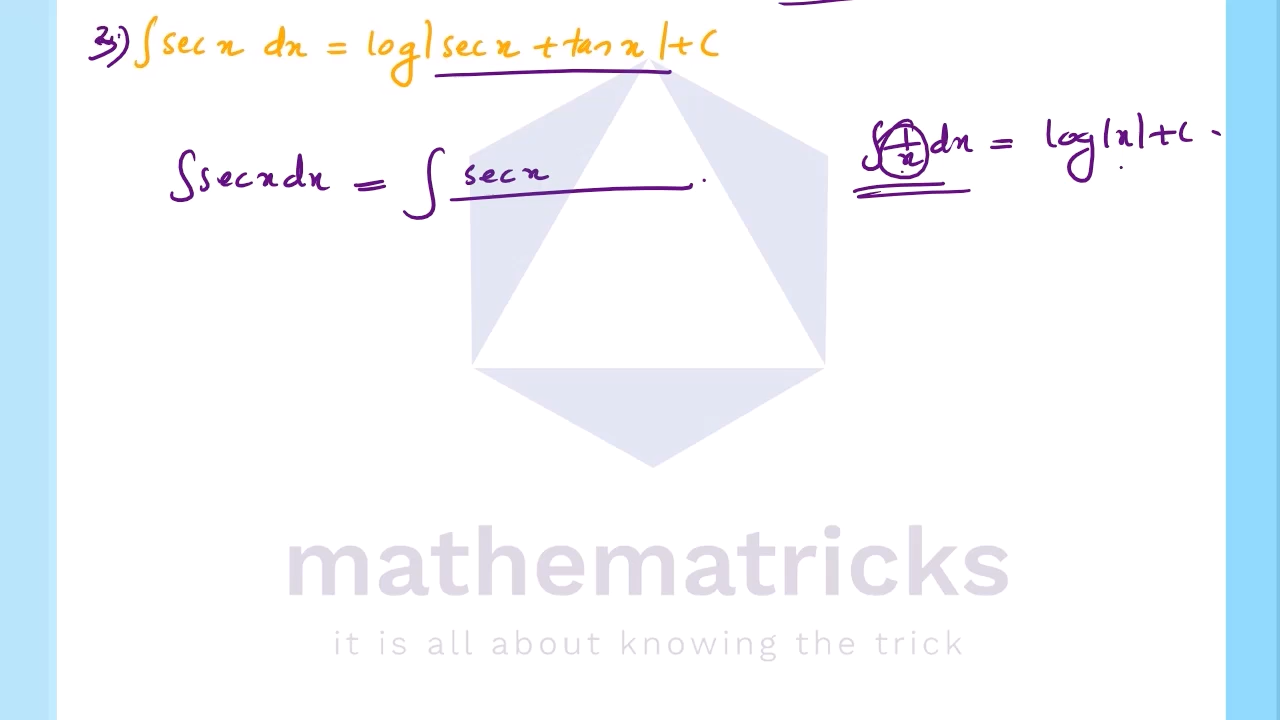 3) ∫ sec x dx = log|sec x + tan x| + C
∫ 1/x dx = log|x| + C .
∫ sec x dx = ∫ sec x .
mathematricks
it is all about knowing the trick